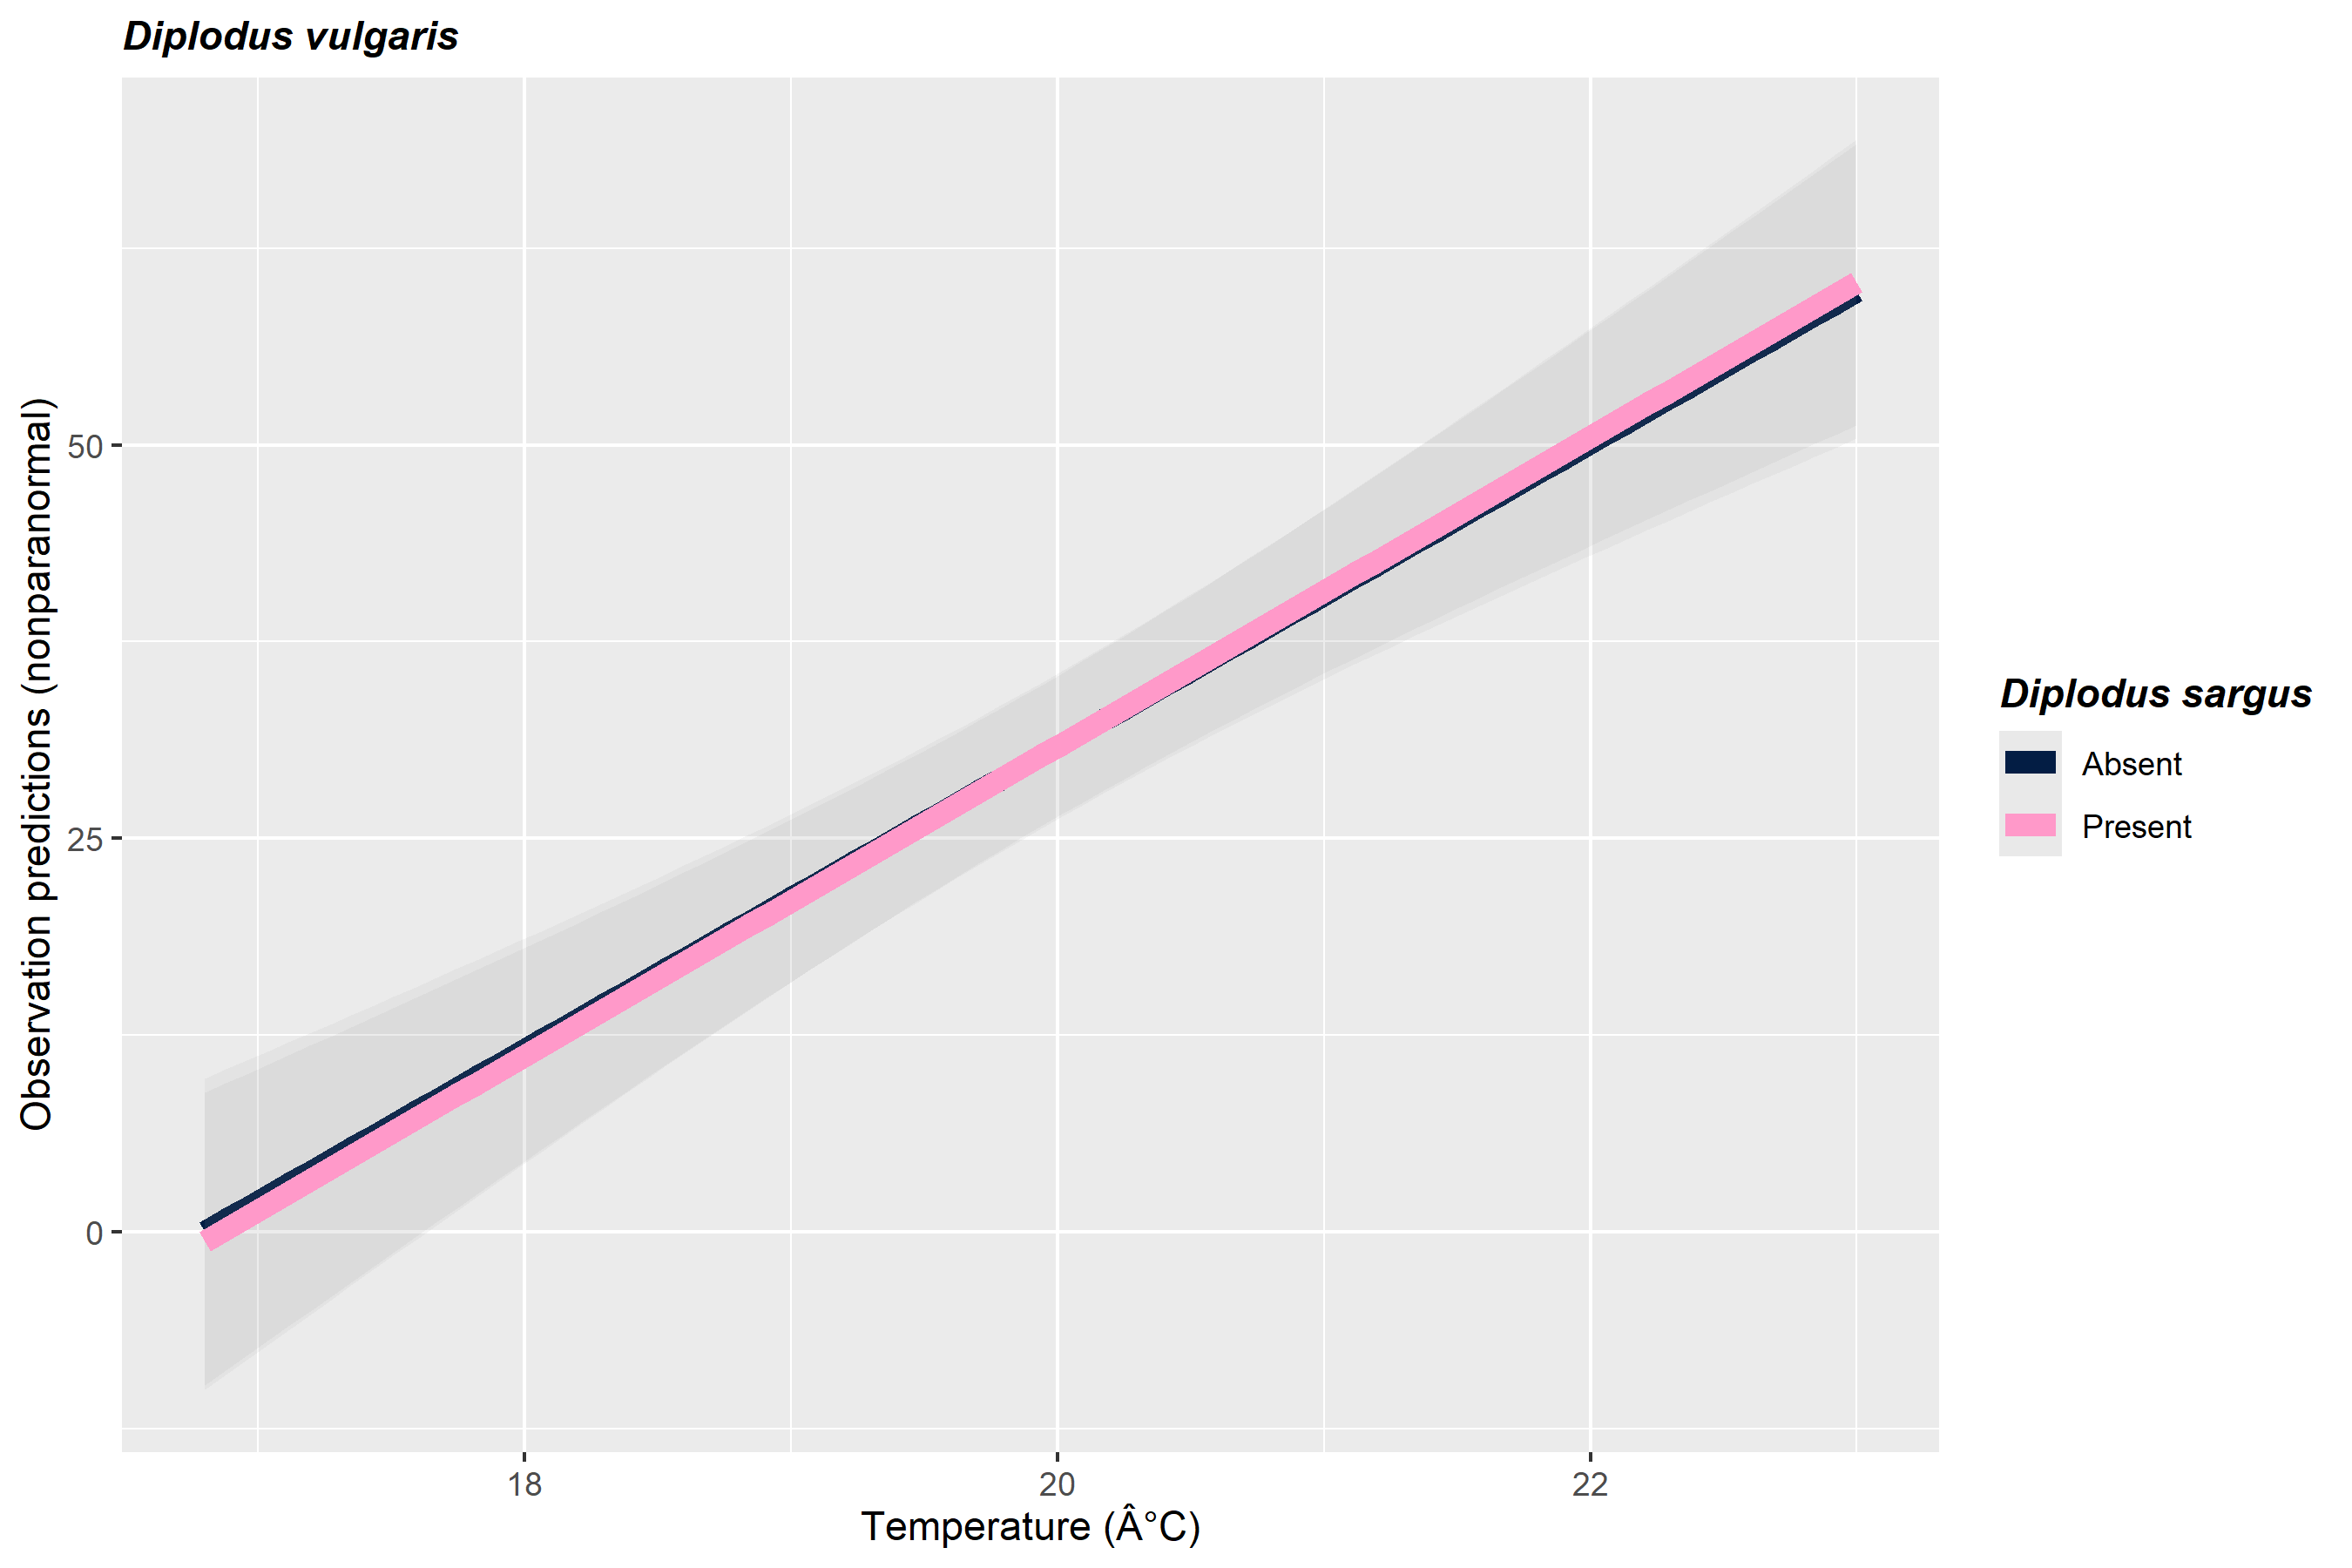 Diplodus vulgaris
Observation predictions (nonparanormal)
50
25
0
18
20
22
Temperature (Â°C)
Diplodus sargus
Absent
Present